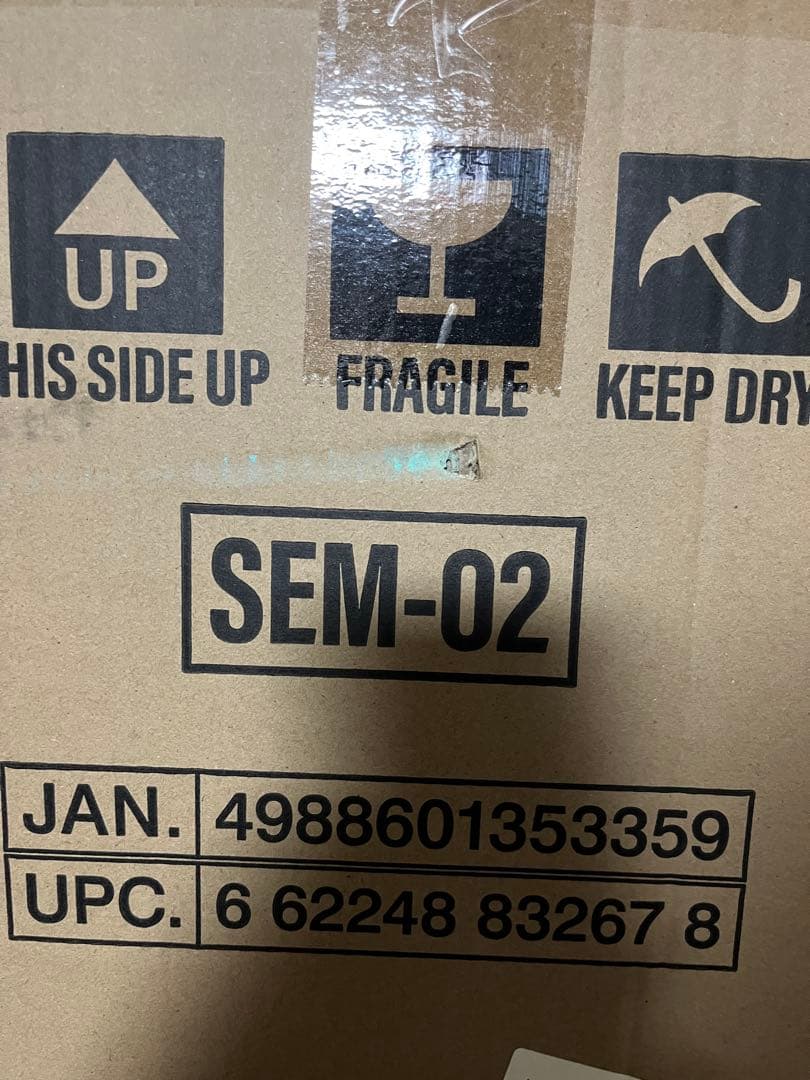 UP
HIS SIDE UP
FRAGILE
KEEP DRY
SEM-02
JAN. 4988601353359
UPC. 6 62248 83267 8